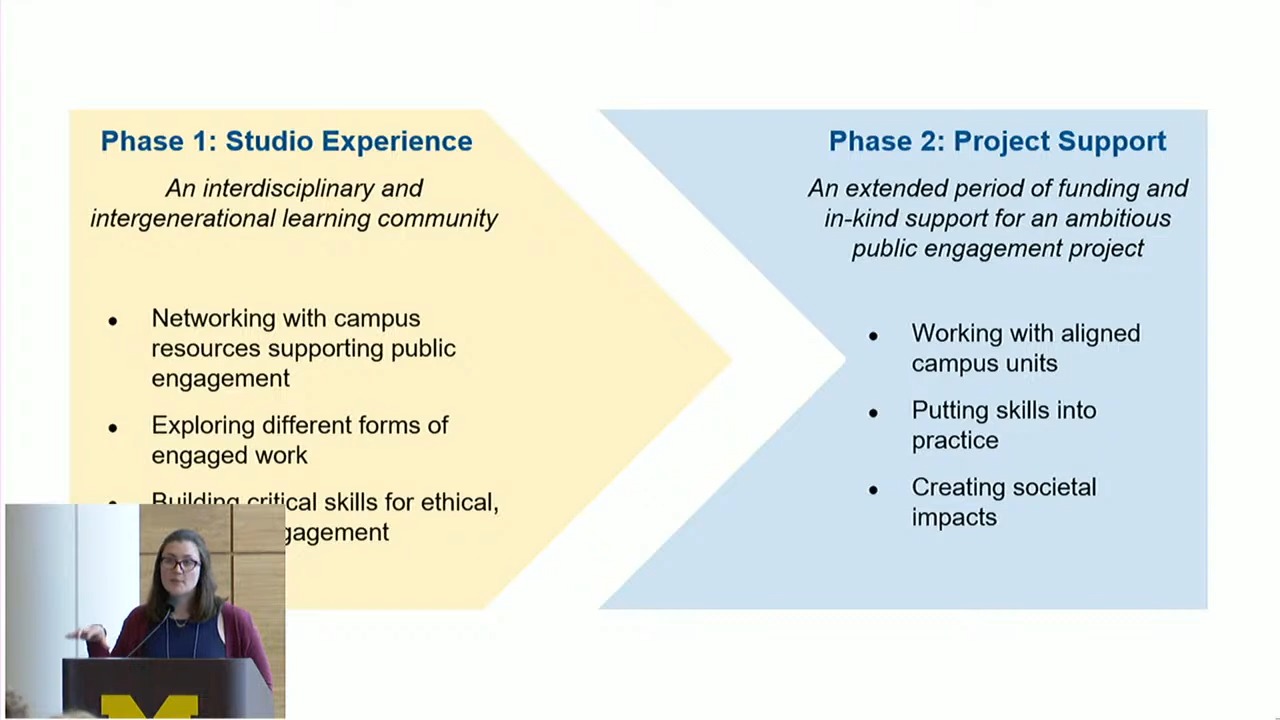 Phase 1: Studio Experience
An interdisciplinary and
intergenerational learning community
• Networking with campus
resources supporting public
engagement
• Exploring different forms of
engaged work
• Building critical skills for ethical,
Phase 2: Project Support
An extended period of funding and
in-kind support for an ambitious
public engagement project
• Working with aligned
campus units
• Putting skills into
practice
• Creating societal
impacts
M